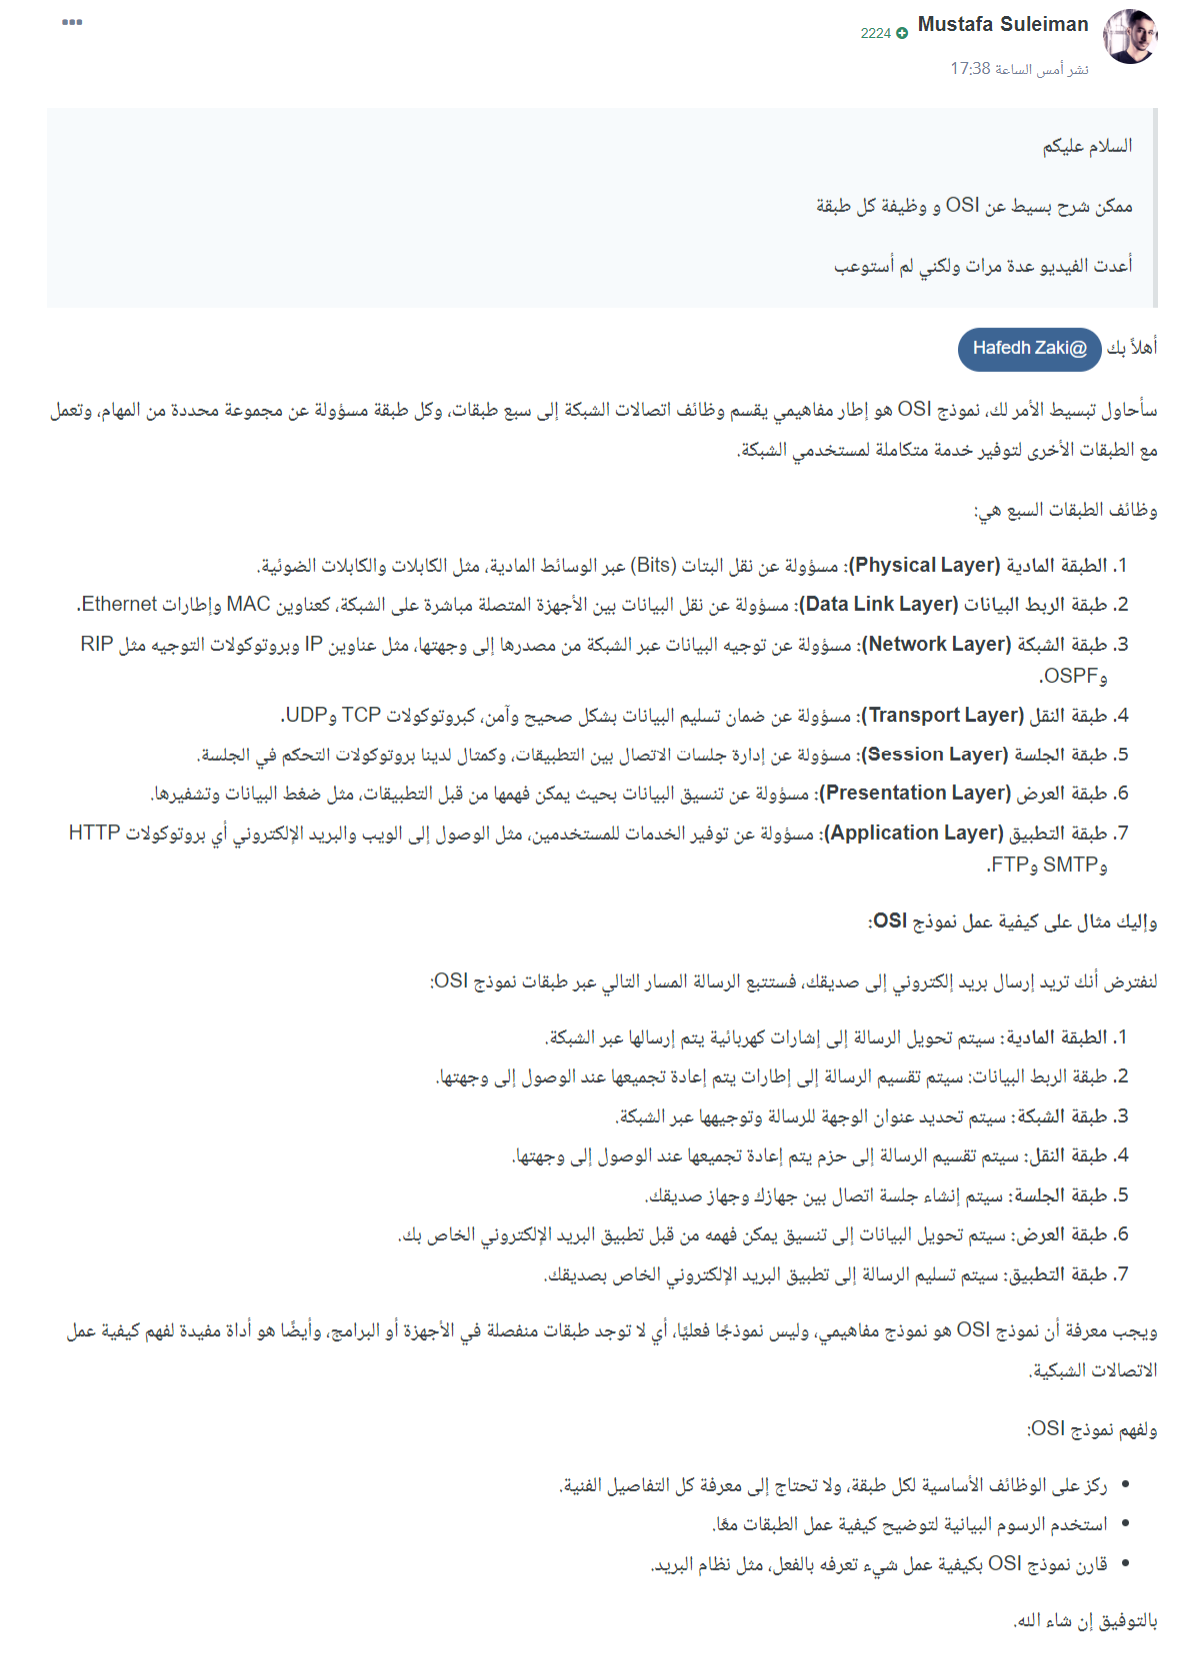 Mustafa Suleiman
2224
نشر أمس الساعة 17:38
السلام عليكم
ممكن شرح بسيط عن OSI و وظيفة كل طبقة
أعدت الفيديو عدة مرات ولكني لم أستوعب
أهلاً بك @Hafedh Zaki
سأحاول تبسيط الأمر لك، نموذج OSI هو إطار مفاهيمي يقسم وظائف اتصالات الشبكة إلى سبع طبقات، وكل طبقة مسؤولة عن مجموعة محددة من المهام، وتعمل
مع الطبقات الأخرى لتوفير خدمة متكاملة لمستخدمي الشبكة.
وظائف الطبقات السبع هي:
1. الطبقة المادية (Physical Layer): مسؤولة عن نقل البتات (Bits) عبر الوسائط المادية، مثل الكابلات والكابلات الضوئية.
2. طبقة الربط البيانات (Data Link Layer): مسؤولة عن نقل البيانات بين الأجهزة المتصلة مباشرة على الشبكة، كعناوين MAC وإطارات Ethernet.
3. طبقة الشبكة (Network Layer): مسؤولة عن توجيه البيانات عبر الشبكة من مصدرها إلى وجهتها، مثل عناوين IP وبروتوكولات التوجيه مثل RIP
وOSPF.
4. طبقة النقل (Transport Layer): مسؤولة عن ضمان تسليم البيانات بشكل صحيح وآمن، كبروتوكولات TCP وUDP.
5. طبقة الجلسة (Session Layer): مسؤولة عن إدارة جلسات الاتصال بين التطبيقات، وكمثال لدينا بروتوكولات التحكم في الجلسة.
6. طبقة العرض (Presentation Layer): مسؤولة عن تنسيق البيانات بحيث يمكن فهمها من قبل التطبيقات، مثل ضغط البيانات وتشفيرها.
7. طبقة التطبيق (Application Layer): مسؤولة عن توفير الخدمات للمستخدمين، مثل الوصول إلى الويب والبريد الإلكتروني أي بروتوكولات HTTP
وSMTP وFTP.
وإليك مثال على كيفية عمل نموذج OSI:
لنفترض أنك تريد إرسال بريد إلكتروني إلى صديقك، فستتبع الرسالة المسار التالي عبر طبقات نموذج OSI:
1. الطبقة المادية: سيتم تحويل الرسالة إلى إشارات كهربائية يتم إرسالها عبر الشبكة.
2. طبقة الربط البيانات: سيتم تقسيم الرسالة إلى إطارات يتم إعادة تجميعها عند الوصول إلى وجهتها.
3. طبقة الشبكة: سيتم تحديد عنوان الوجهة للرسالة وتوجيهها عبر الشبكة.
4. طبقة النقل: سيتم تقسيم الرسالة إلى حزم يتم إعادة تجميعها عند الوصول إلى وجهتها.
5. طبقة الجلسة: سيتم إنشاء جلسة اتصال بين جهازك وجهاز صديقك.
6. طبقة العرض: سيتم تحويل البيانات إلى تنسيق يمكن فهمه من قبل تطبيق البريد الإلكتروني الخاص بك.
7. طبقة التطبيق: سيتم تسليم الرسالة إلى تطبيق البريد الإلكتروني الخاص بصديقك.
ويجب معرفة أن نموذج OSI هو نموذج مفاهيمي، وليس نموذجًا فعليًا، أي لا توجد طبقات منفصلة في الأجهزة أو البرامج، وأيضًا هو أداة مفيدة لفهم كيفية عمل
الاتصالات الشبكية.
ولفهم نموذج OSI:
• ركز على الوظائف الأساسية لكل طبقة، ولا تحتاج إلى معرفة كل التفاصيل الفنية.
• استخدم الرسوم البيانية لتوضيح كيفية عمل الطبقات معًا.
• قارن نموذج OSI بكيفية عمل شيء تعرفه بالفعل، مثل نظام البريد.
بالتوفيق إن شاء الله.